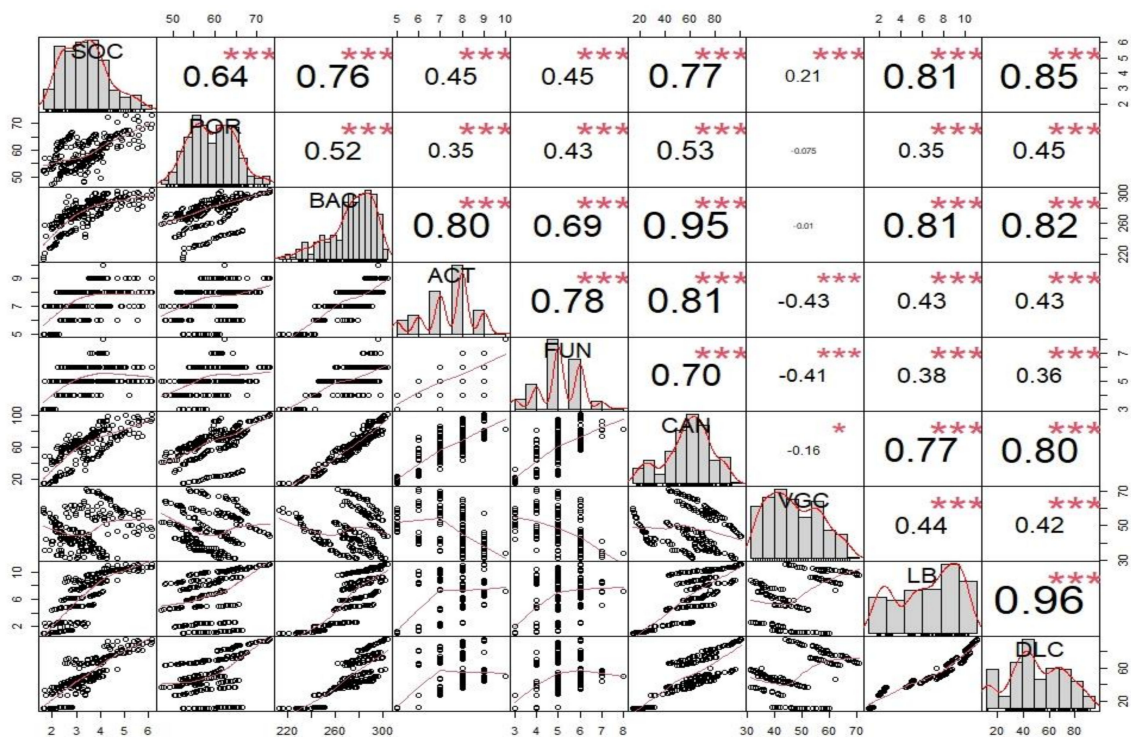 50 60 70 5 6 7 8 9 10 20 40 60 80 2 4 6 8 10
SOC 0.64 *** 0.76 *** 0.45 *** 0.45 *** 0.77 *** 0.21 *** 0.81 *** 0.85 *** 2 3 4 5 6
50 60 70 POR 0.52 *** 0.35 *** 0.43 *** 0.53 *** -0.075 0.35 *** 0.45 ***
BAC 0.80 *** 0.69 *** 0.95 *** -0.01 0.81 *** 0.82 *** 220 260 300
5 7 9 ACT 0.78 *** 0.81 *** -0.43 *** 0.43 *** 0.43 ***
FUN 0.70 *** -0.41 *** 0.38 *** 0.36 *** 3 5 7
20 60 100 CAN -0.16 * 0.77 *** 0.80 ***
VGC 0.44 *** 0.42 *** 30 50 70
2 6 10 LB 0.96 ***
DLC 20 60
2 3 4 5 6 220 260 300 3 4 5 6 7 8 30 40 50 60 70 20 40 60 80